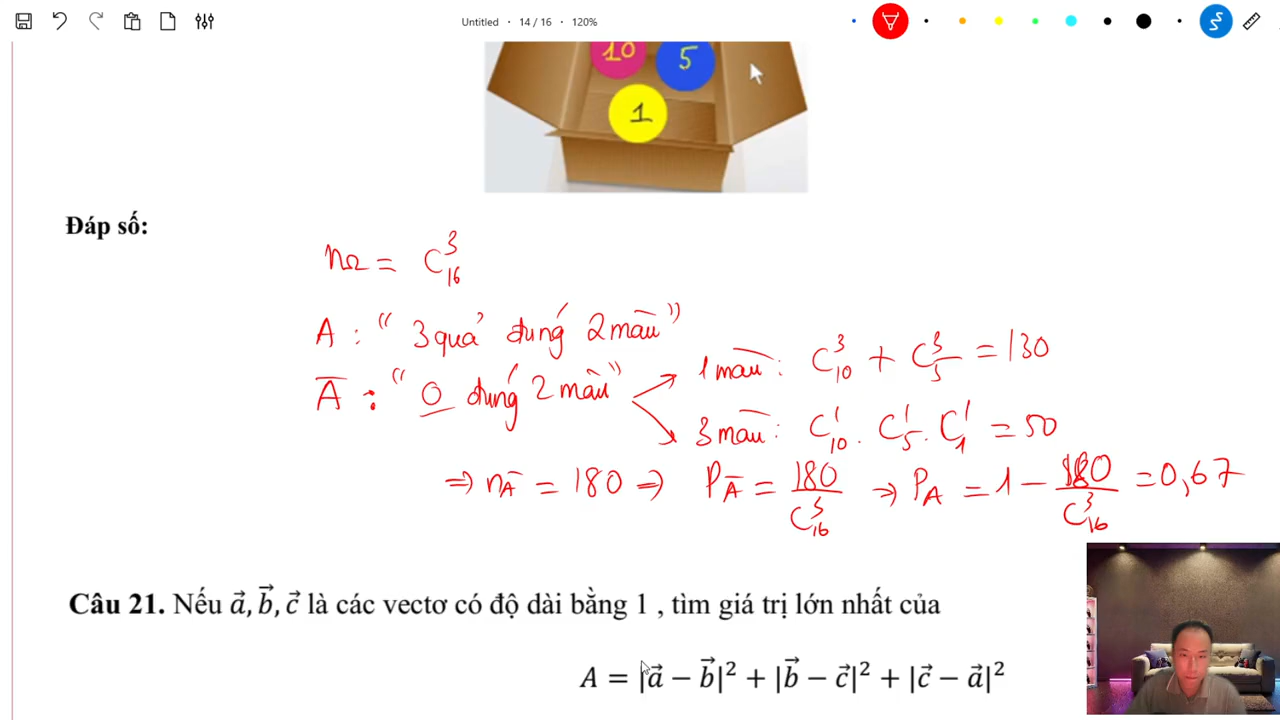 Untitled • 14 / 16 • 120%
10
5
1
Đáp số:
nΩ = C³₁₆
A : “ 3 quả đúng 2 màu ”
A̅ : “ 0 đúng 2 màu ”
1 màu : C³₁₀ + C³₅ = 130
3 màu : C¹₁₀ . C¹₅ . C¹₁ = 50
⇒ n_A̅ = 180 ⇒ P_A̅ = 180/C³₁₆ ⇒ P_A = 1 − 180/C³₁₆ = 0,67
Câu 21. Nếu a⃗, b⃗, c⃗ là các vectơ có độ dài bằng 1 , tìm giá trị lớn nhất của
A = |a⃗ − b⃗|² + |b⃗ − c⃗|² + |c⃗ − a⃗|²